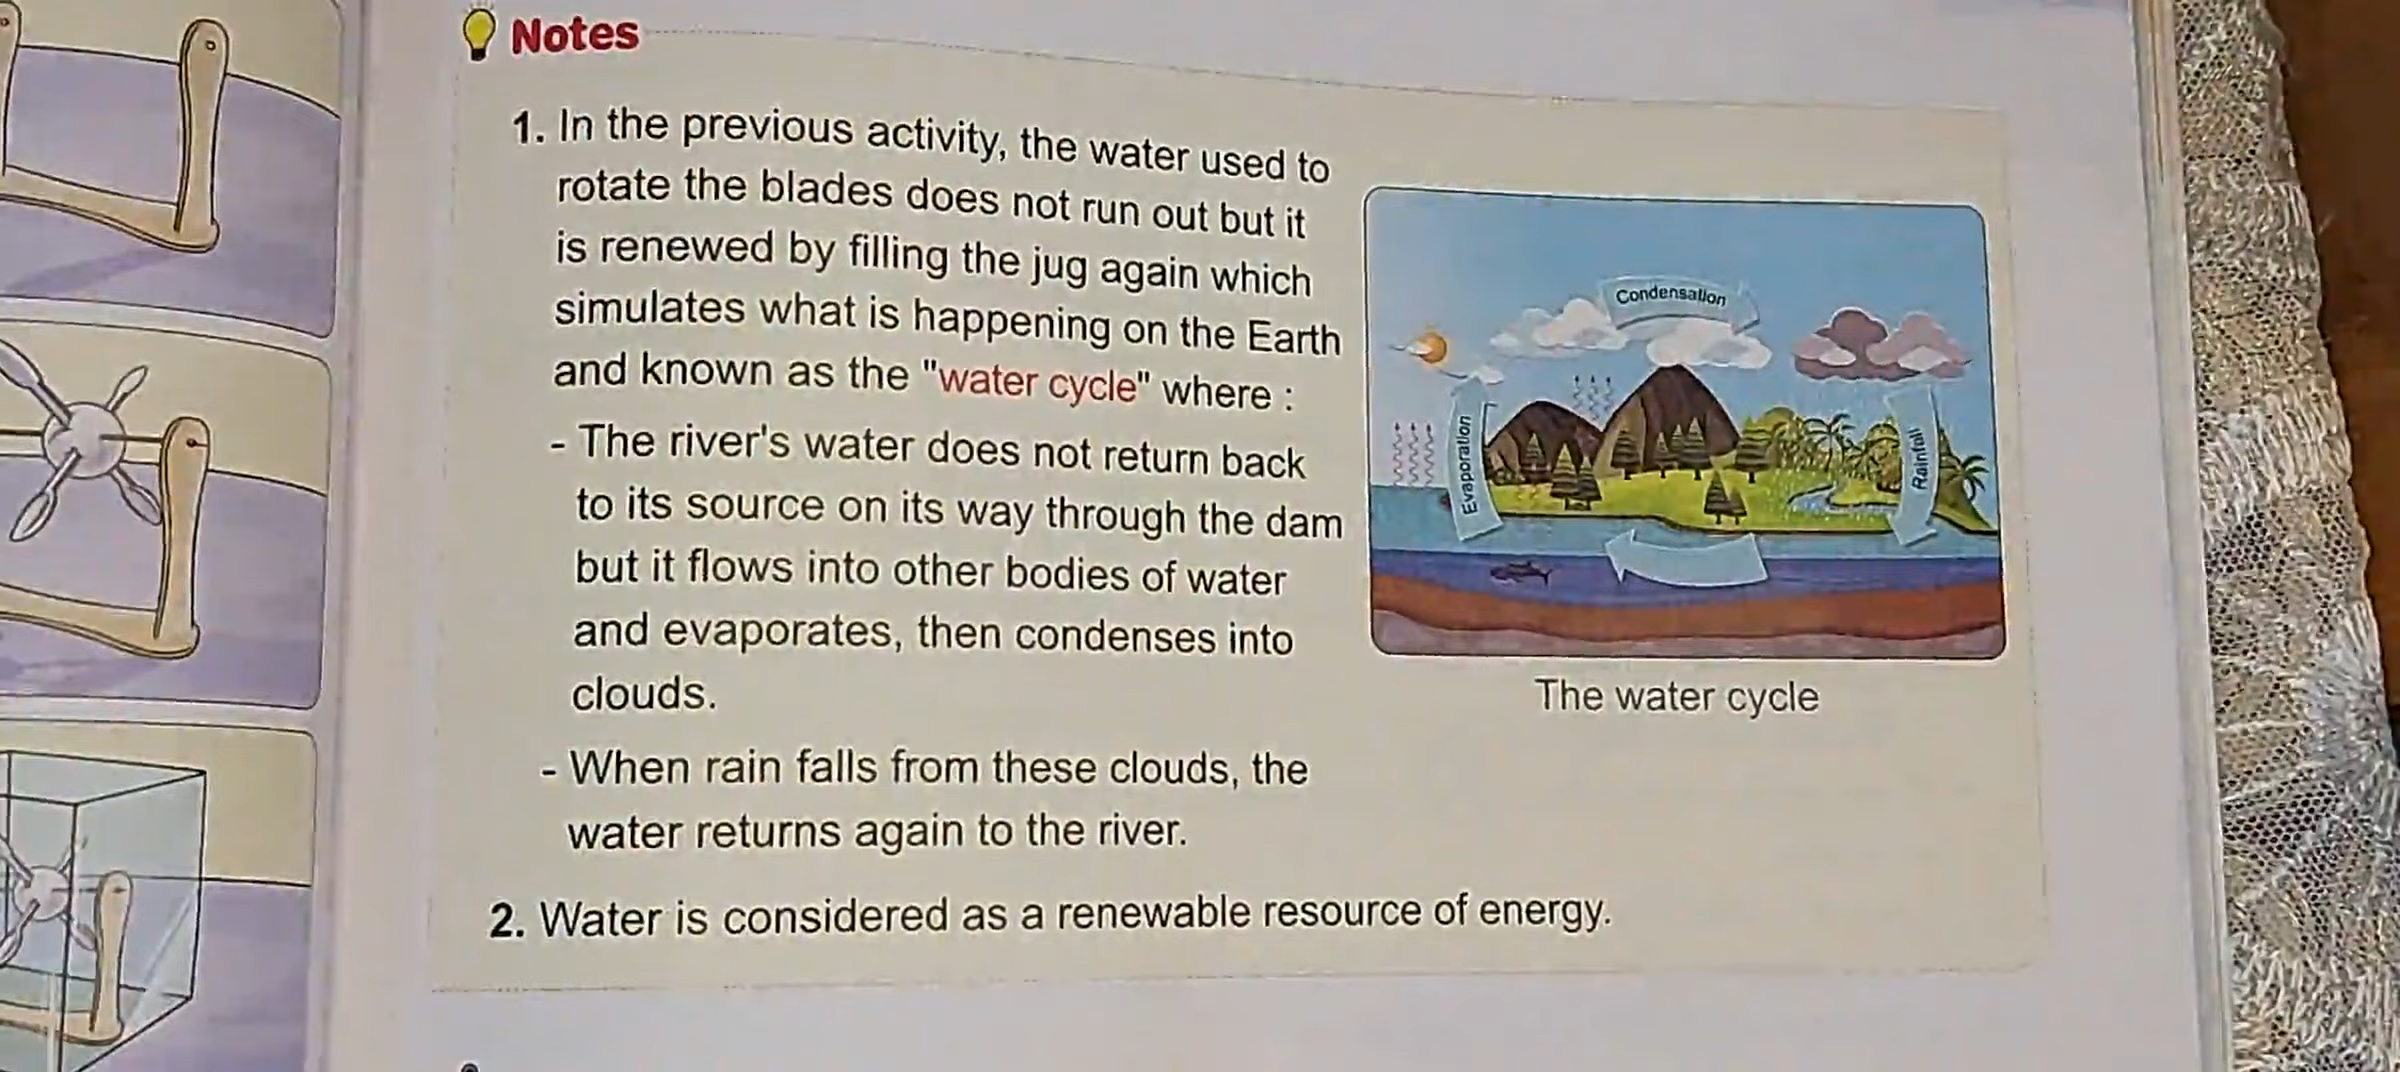 Notes
1. In the previous activity, the water used to
rotate the blades does not run out but it
is renewed by filling the jug again which
simulates what is happening on the Earth
and known as the "water cycle" where :
- The river's water does not return back
to its source on its way through the dam
but it flows into other bodies of water
and evaporates, then condenses into
clouds.
- When rain falls from these clouds, the
water returns again to the river.
2. Water is considered as a renewable resource of energy.
Condensation
Evaporation
Rainfall
The water cycle